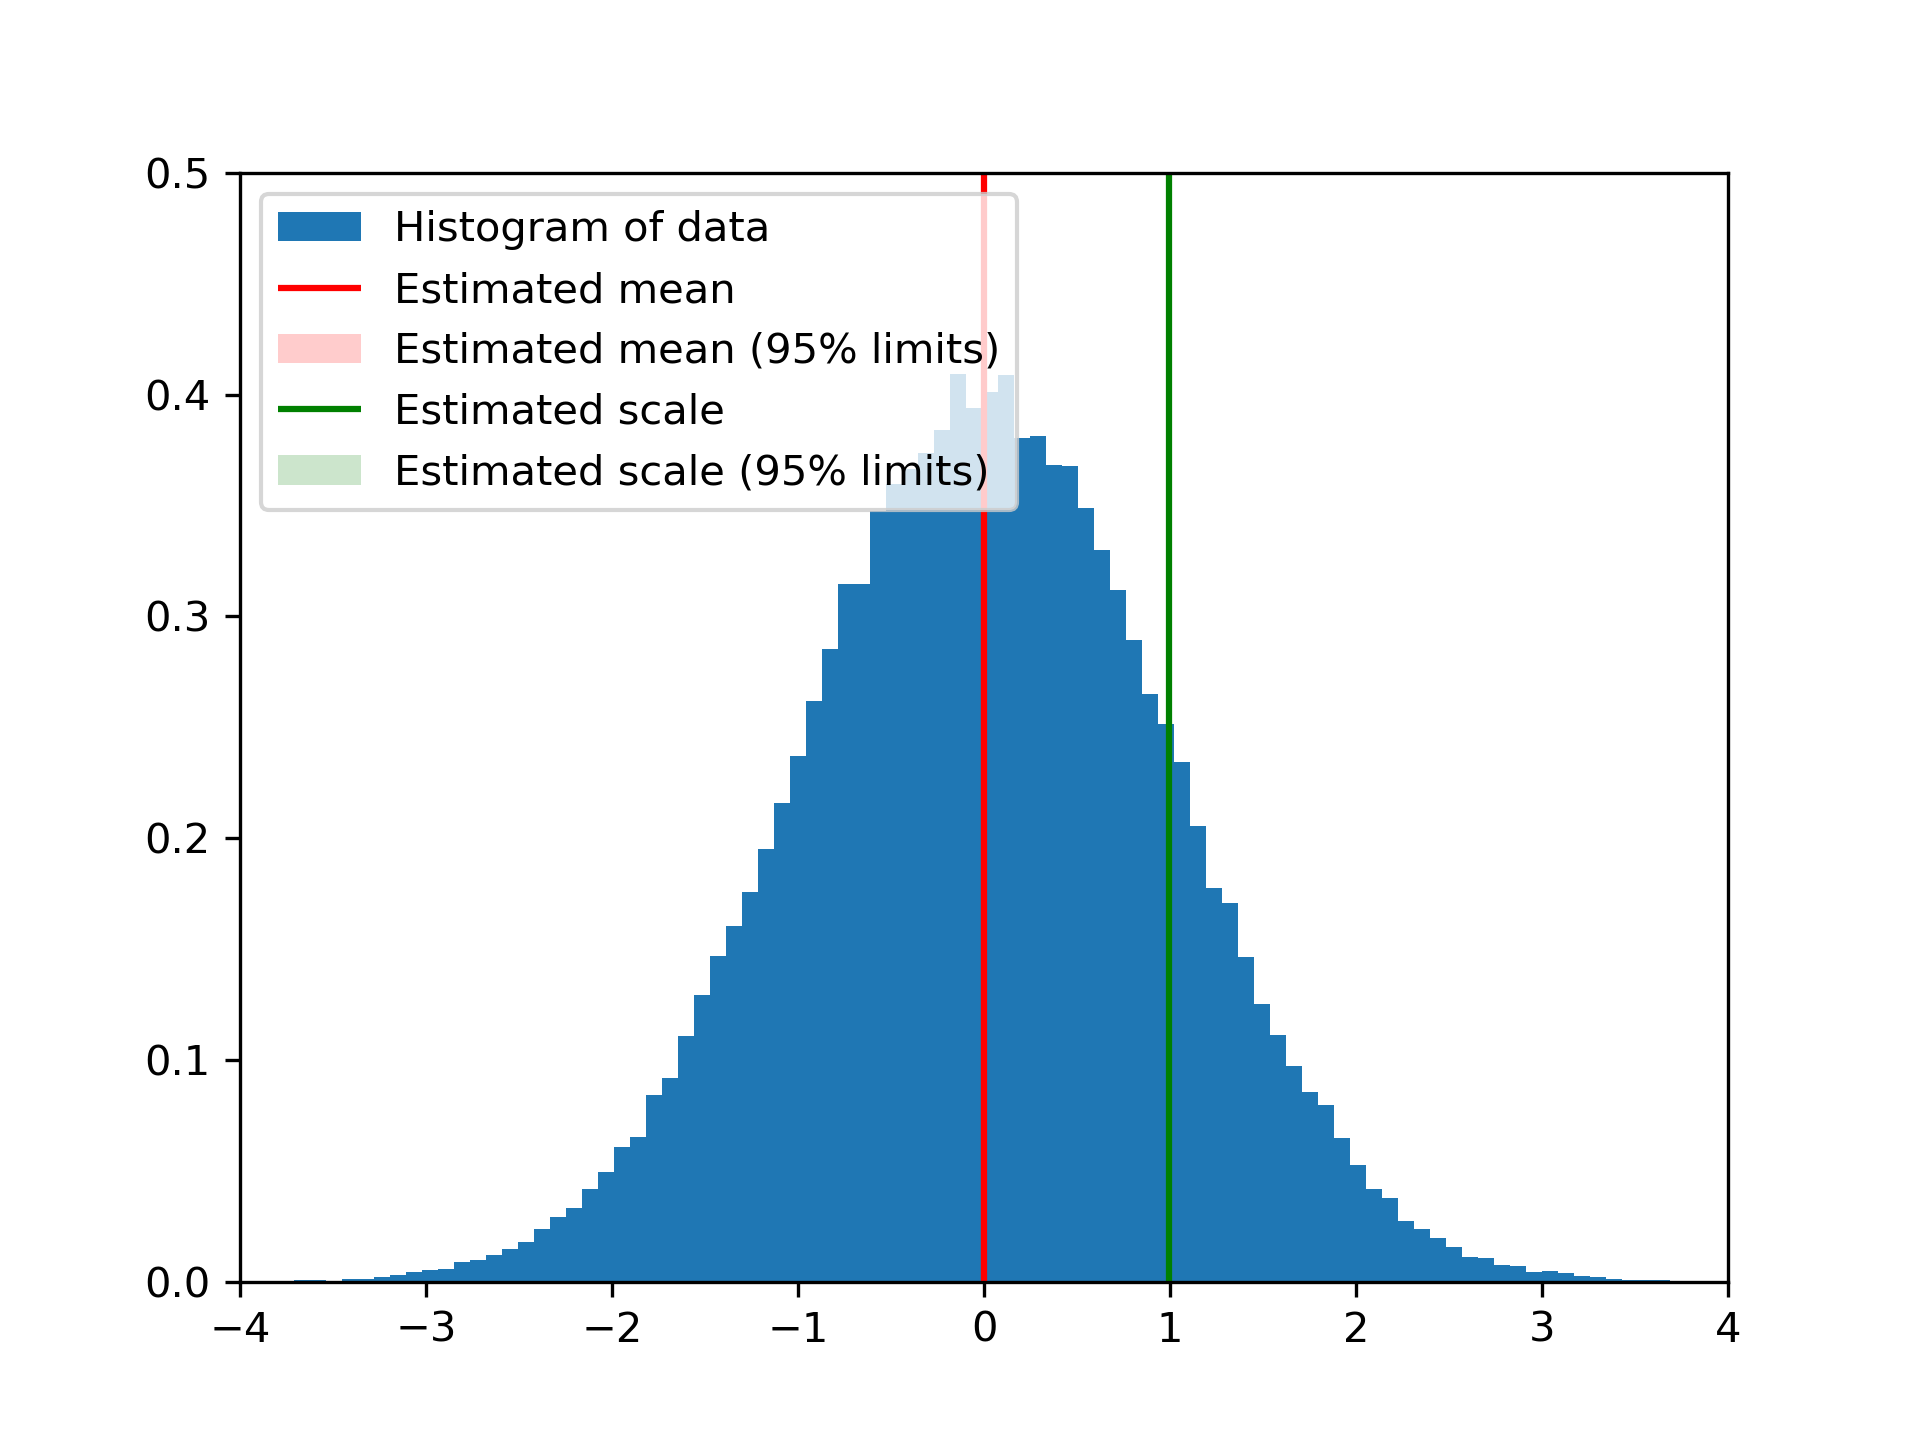 0.5
0.4
0.3
0.2
0.1
0.0
Histogram of data
Estimated mean
Estimated mean (95% limits)
Estimated scale
Estimated scale (95% limits)
−4 −3 −2 −1 0 1 2 3 4